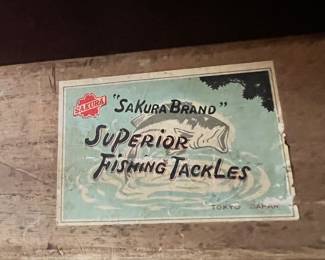 SAKURA
"SAKURA BRAND"
SUPERIOR
FISHING TACKLES
TOKYO JAPAN